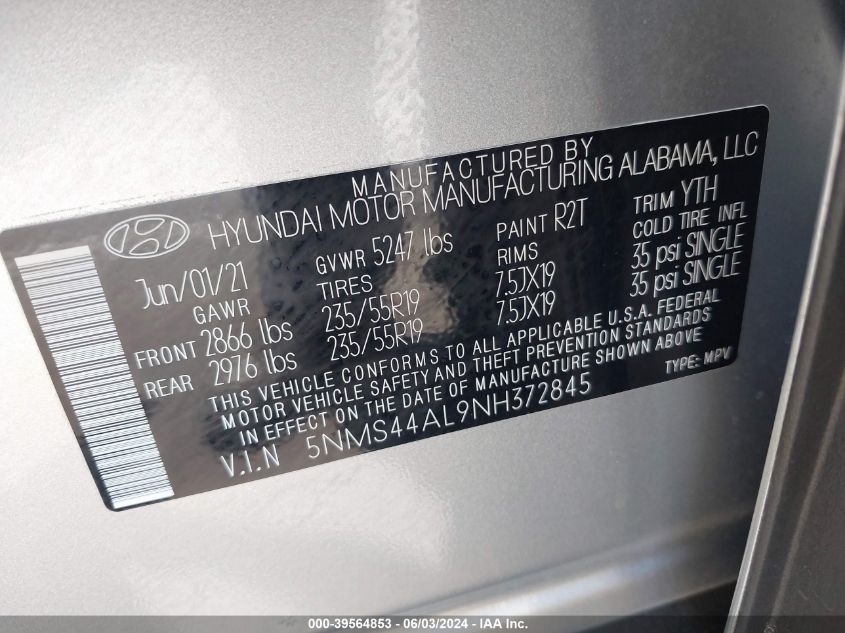 MANUFACTURED BY
HYUNDAI MOTOR MANUFACTURING ALABAMA, LLC
Jun/01/21 GVWR 5247 lbs PAINT R2T TRIM YTH
GAWR TIRES RIMS COLD TIRE INFL
FRONT 2866 lbs 235/55R19 7.5JX19 35 psi SINGLE
REAR 2976 lbs 235/55R19 7.5JX19 35 psi SINGLE
THIS VEHICLE CONFORMS TO ALL APPLICABLE U.S.A. FEDERAL
MOTOR VEHICLE SAFETY AND THEFT PREVENTION STANDARDS
IN EFFECT ON THE DATE OF MANUFACTURE SHOWN ABOVE
V.I.N 5NMS44AL9NH372845 TYPE: MPV
000-39564853 - 06/03/2024 - IAA Inc.